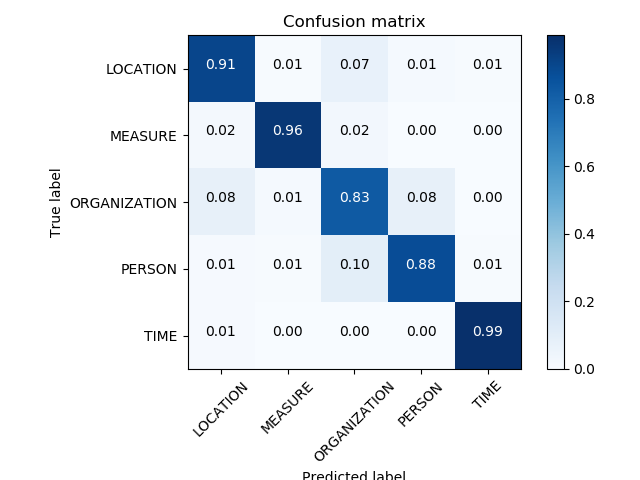 Confusion matrix
True label
LOCATION 0.91 0.01 0.07 0.01 0.01
MEASURE 0.02 0.96 0.02 0.00 0.00
ORGANIZATION 0.08 0.01 0.83 0.08 0.00
PERSON 0.01 0.01 0.10 0.88 0.01
TIME 0.01 0.00 0.00 0.00 0.99
LOCATION MEASURE ORGANIZATION PERSON TIME
Predicted label
0.8
0.6
0.4
0.2
0.0